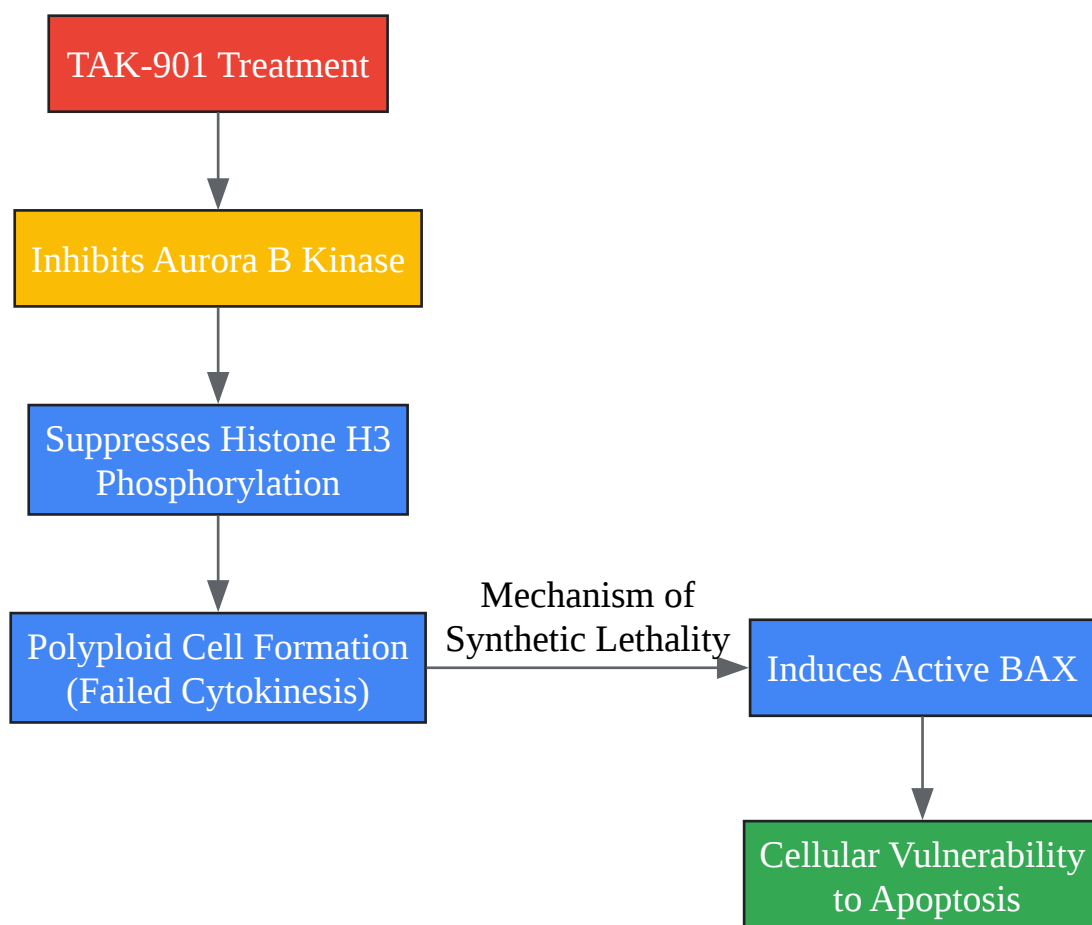 TAK-901 Treatment
Inhibits Aurora B Kinase
Suppresses Histone H3
Phosphorylation
Polyploid Cell Formation
(Failed Cytokinesis)
Mechanism of
Synthetic Lethality
Induces Active BAX
Cellular Vulnerability
to Apoptosis